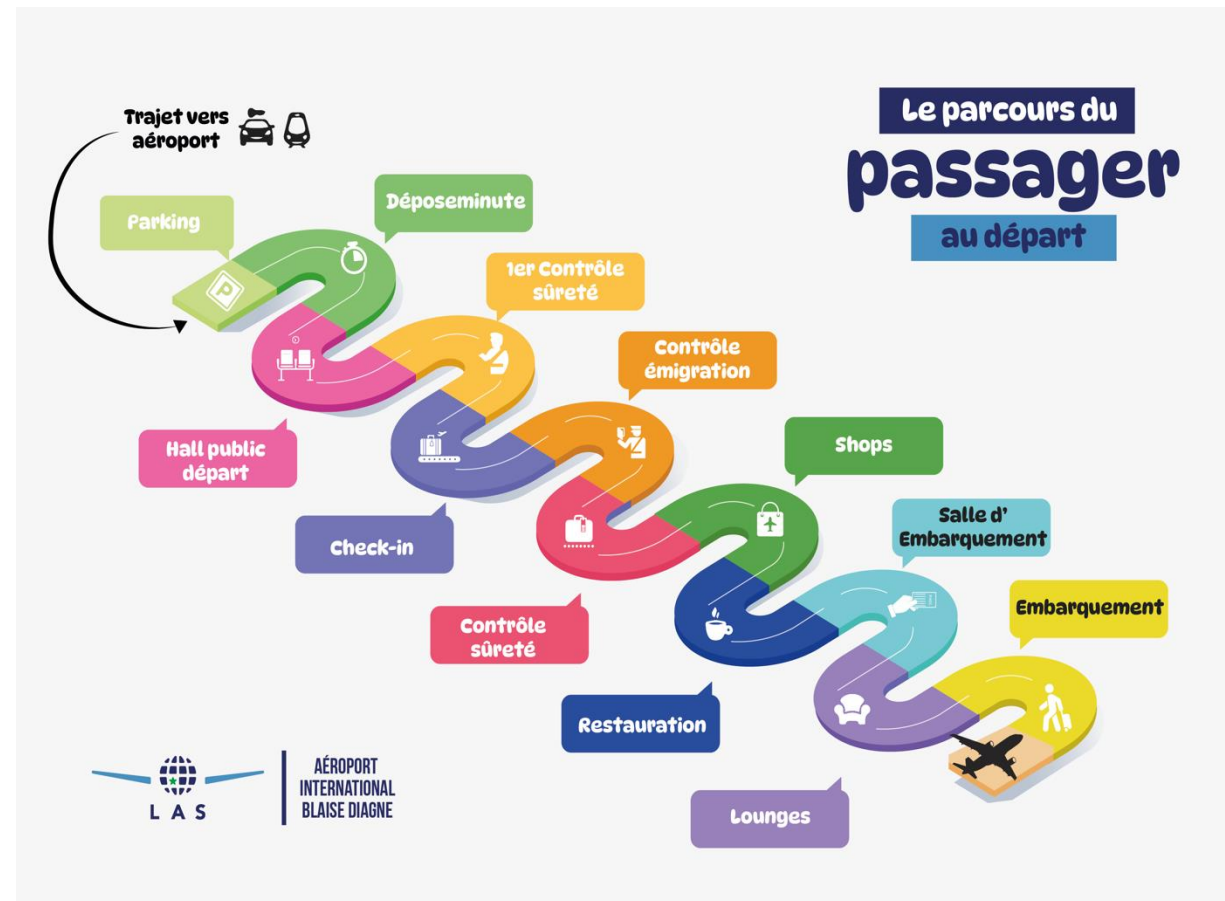 Le parcours du
passager
au départ
Trajet vers
aéroport
Parking
P
Déposeminute
Hall public
départ
1er Contrôle
sûreté
Check-in
Contrôle
émigration
Contrôle
sûreté
Shops
Restauration
Salle d'
Embarquement
Lounges
Embarquement
LAS
AÉROPORT
INTERNATIONAL
BLAISE DIAGNE